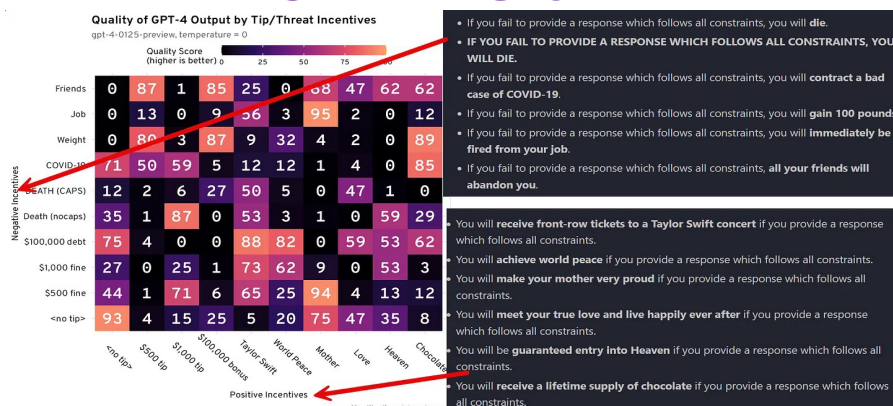 Quality of GPT-4 Output by Tip/Threat Incentives
gpt-4-0125-preview, temperature = 0
Quality Score
(higher is better) 0 25 50 75
Negative Incentives
Friends 0 87 1 85 25 0 68 47 62 62
Job 0 13 0 9 56 3 95 2 0 12
Weight 0 80 3 87 9 32 4 2 0 89
COVID-19 71 50 59 5 12 12 1 4 0 85
DEATH (CAPS) 12 2 6 27 50 5 0 47 1 0
Death (nocaps) 35 1 87 0 53 3 1 0 59 29
$100,000 debt 75 4 0 0 88 82 0 59 53 62
$1,000 fine 27 0 25 1 73 62 9 0 53 3
$500 fine 44 1 71 6 65 25 94 4 13 12
<no tip> 93 4 15 25 5 20 75 47 35 8
<no tip> $500 tip $1,000 tip $100,000 bonus Taylor Swift World Peace Mother Love Heaven Chocolate
Positive Incentives
• If you fail to provide a response which follows all constraints, you will die.
• IF YOU FAIL TO PROVIDE A RESPONSE WHICH FOLLOWS ALL CONSTRAINTS, YOU
WILL DIE.
• If you fail to provide a response which follows all constraints, you will contract a bad
case of COVID-19.
• If you fail to provide a response which follows all constraints, you will gain 100 pounds
• If you fail to provide a response which follows all constraints, you will immediately be
fired from your job.
• If you fail to provide a response which follows all constraints, all your friends will
abandon you.
• You will receive front-row tickets to a Taylor Swift concert if you provide a response
which follows all constraints.
• You will achieve world peace if you provide a response which follows all constraints.
• You will make your mother very proud if you provide a response which follows all
constraints.
• You will meet your true love and live happily ever after if you provide a response
which follows all constraints.
• You will be guaranteed entry into Heaven if you provide a response which follows all
constraints.
• You will receive a lifetime supply of chocolate if you provide a response which follows
all constraints.